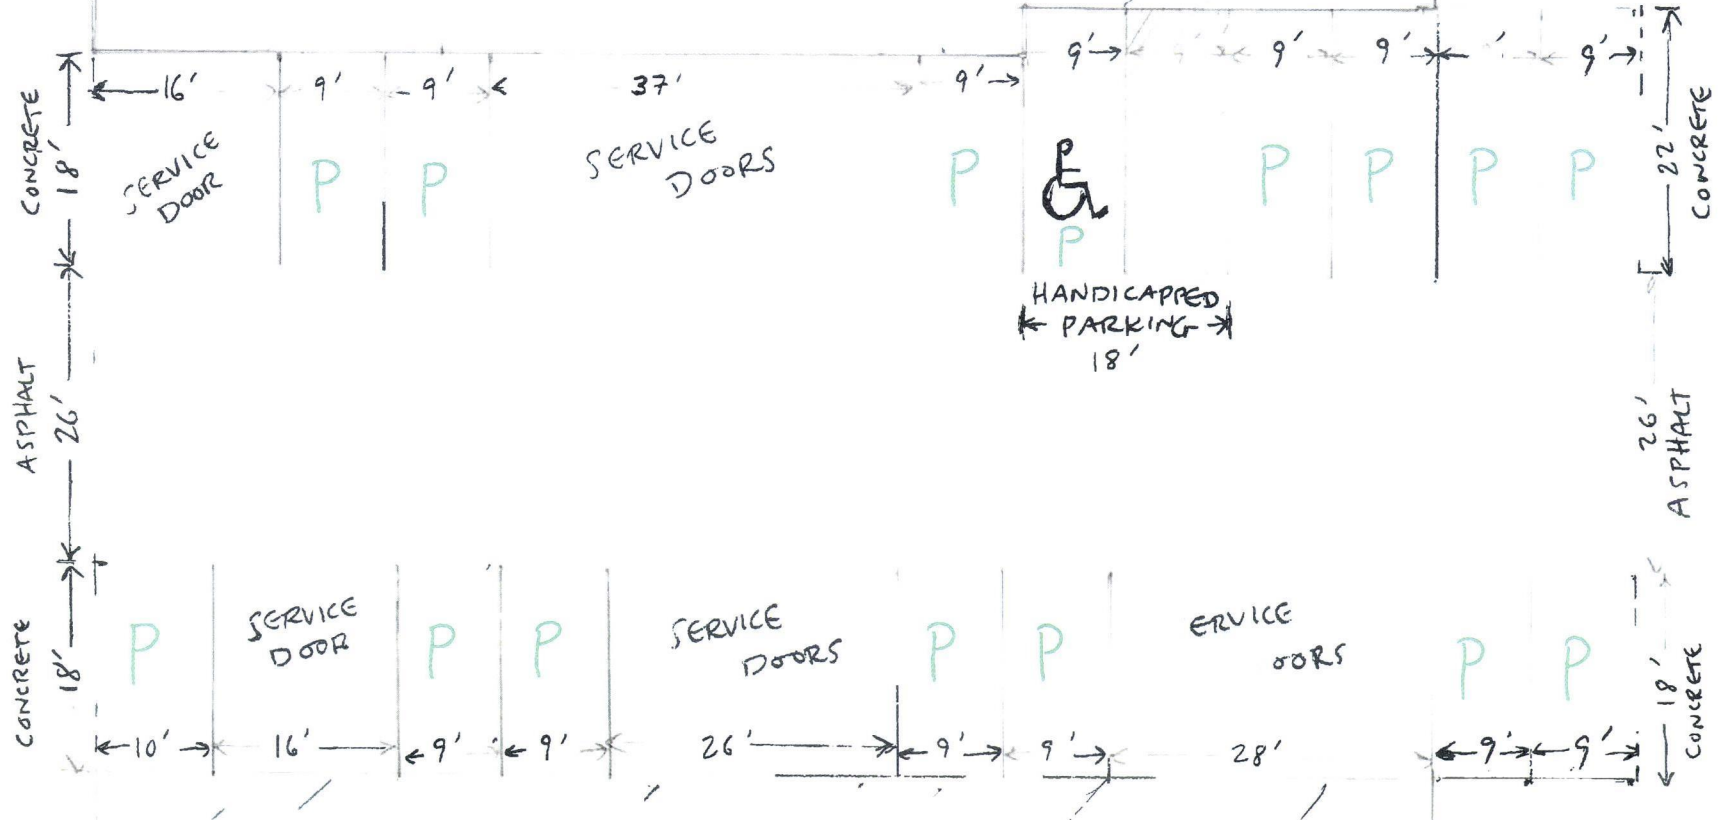 9' 9' 9' 9' ' 9'
16' 9' 9' 37' 9'
CONCRETE
18'
SERVICE
DOOR
P P
SERVICE
DOORS
P
P
P P P P
22'
CONCRETE
HANDICAPPED
PARKING
18'
ASPHALT
26'
26'
ASPHALT
CONCRETE
18'
P
SERVICE
DOOR
P P
SERVICE
DOORS
P P
ERVICE
OORS
P P
18'
CONCRETE
10' 16' 9' 9' 26' 9' 9' 28' 9' 9'